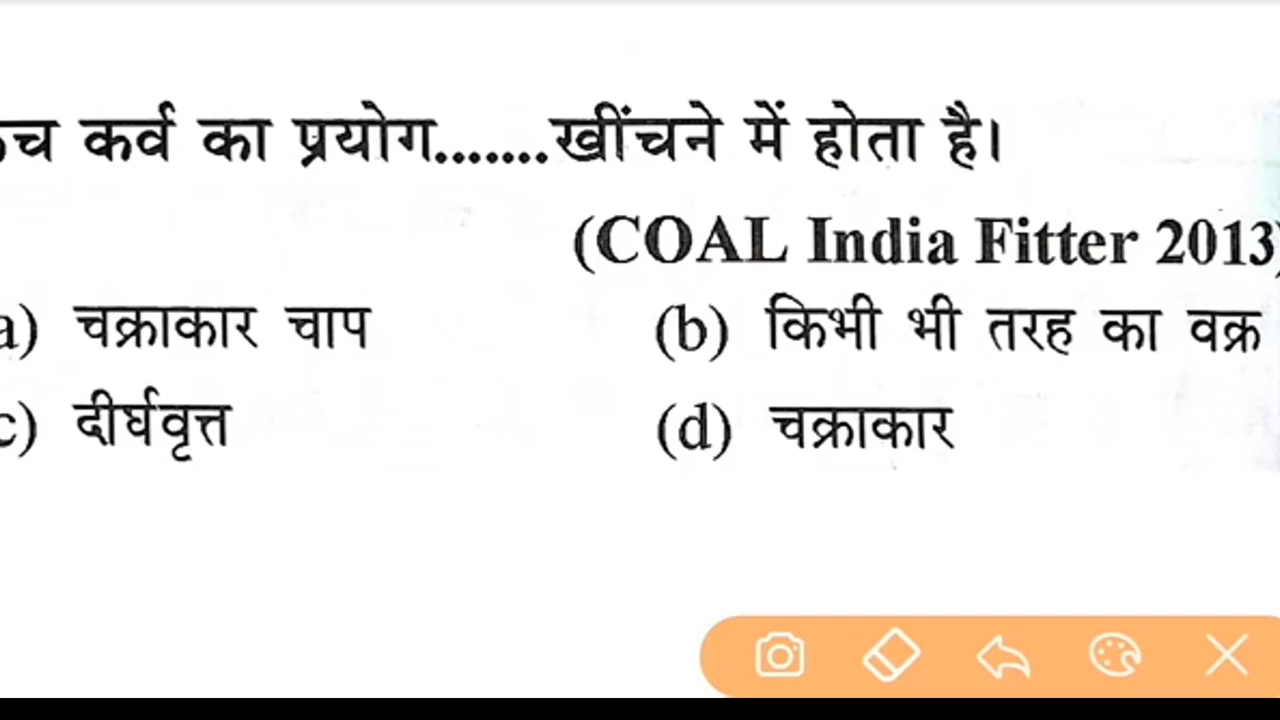 कर्व का प्रयोग.......खींचने में होता है।
(COAL India Fitter 2013)
a) चक्राकार चाप (b) किभी भी तरह का वक्र
c) दीर्घवृत्त (d) चक्राकार